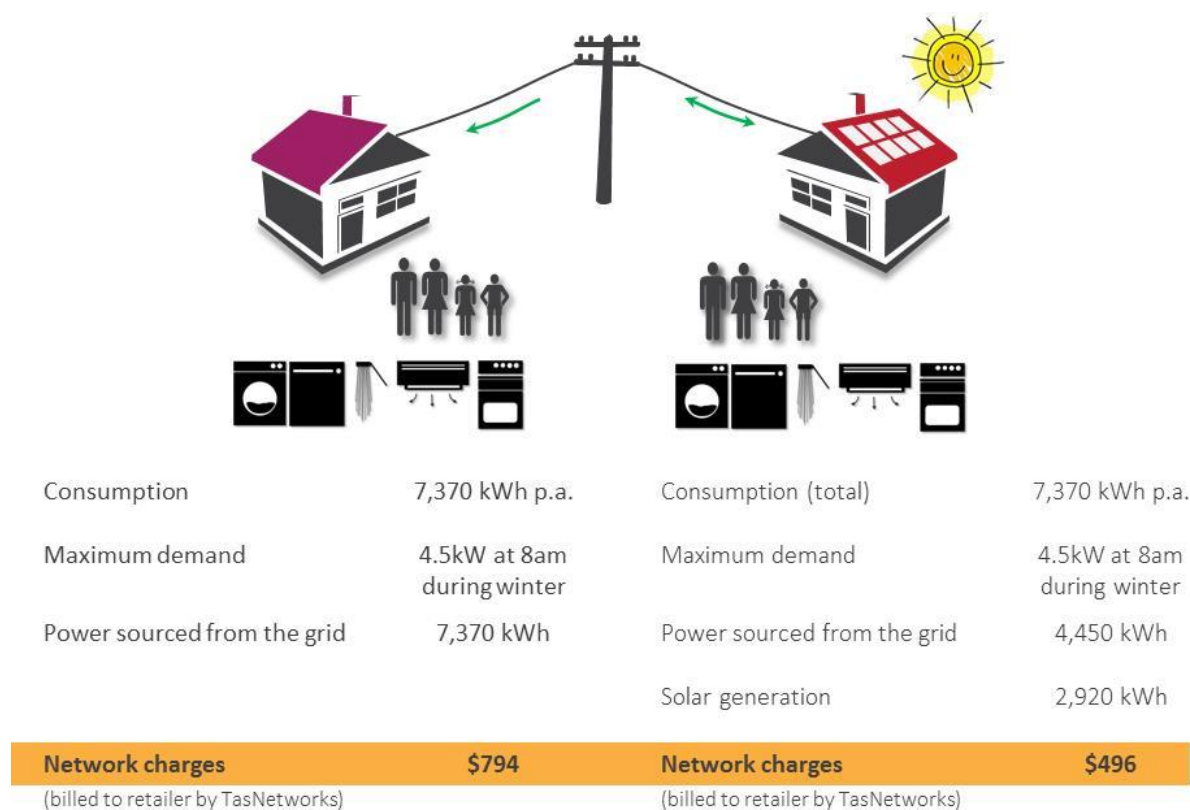 Consumption 7,370 kWh p.a. Consumption (total) 7,370 kWh p.a.
Maximum demand 4.5kW at 8am Maximum demand 4.5kW at 8am
during winter during winter
Power sourced from the grid 7,370 kWh Power sourced from the grid 4,450 kWh
Solar generation 2,920 kWh
Network charges $794 Network charges $496
(billed to retailer by TasNetworks) (billed to retailer by TasNetworks)